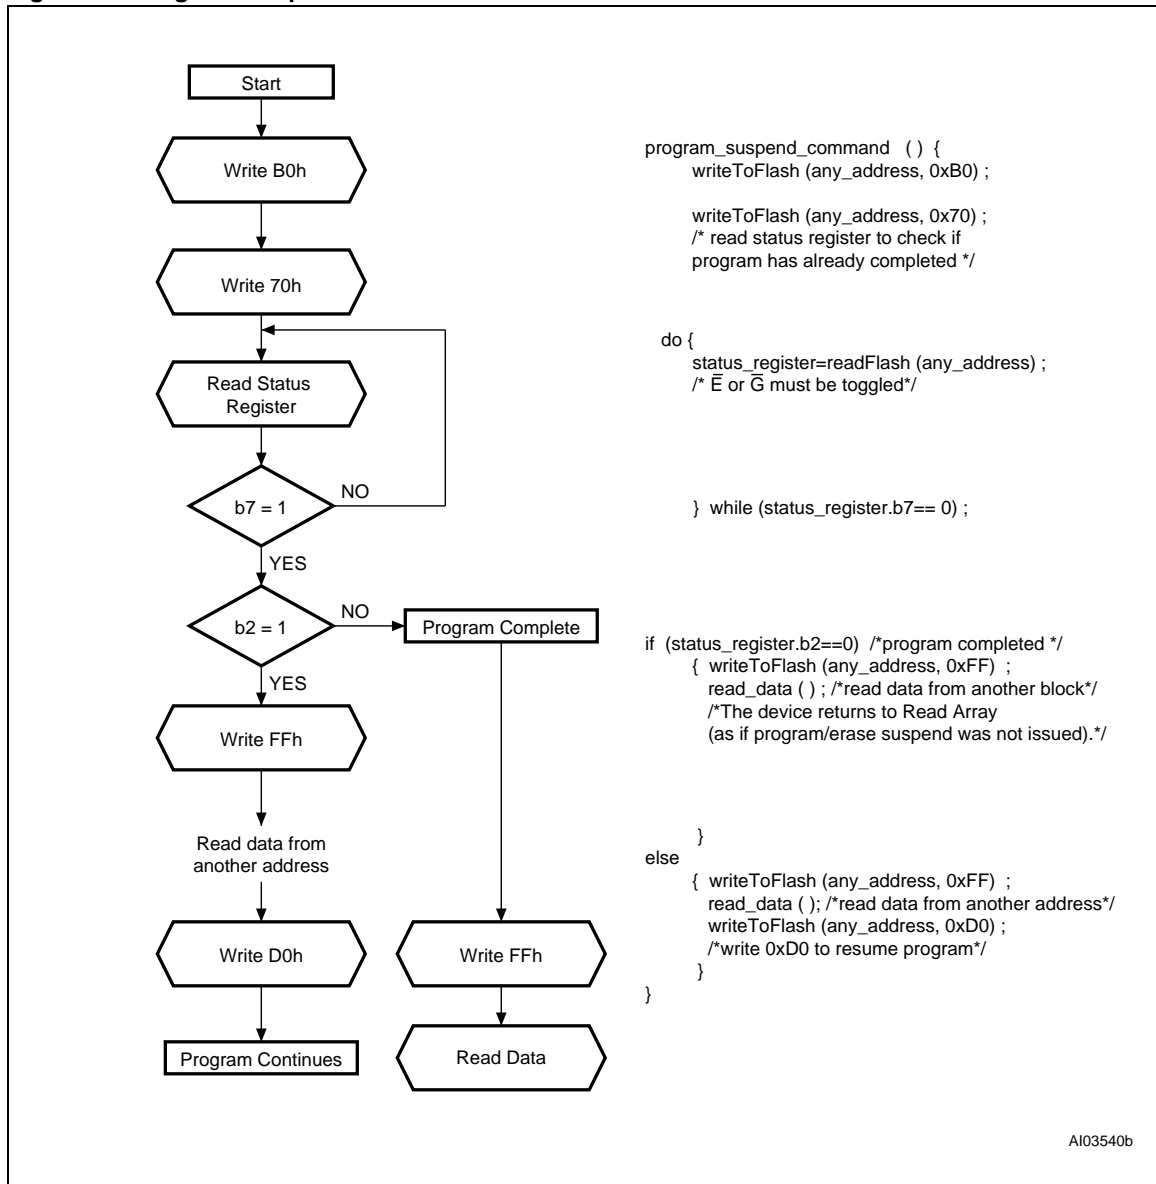 Start
Write B0h
Write 70h
Read Status
Register
b7 = 1
NO
YES
b2 = 1
NO
Program Complete
YES
Write FFh
Read data from
another address
Write D0h
Write FFh
Program Continues
Read Data
program_suspend_command ( ) {
writeToFlash (any_address, 0xB0) ;
writeToFlash (any_address, 0x70) ;
/* read status register to check if
program has already completed */
do {
status_register=readFlash (any_address) ;
/* E̅ or G̅ must be toggled*/
} while (status_register.b7== 0) ;
if (status_register.b2==0) /*program completed */
{ writeToFlash (any_address, 0xFF) ;
read_data ( ) ; /*read data from another block*/
/*The device returns to Read Array
(as if program/erase suspend was not issued).*/
}
else
{ writeToFlash (any_address, 0xFF) ;
read_data ( ); /*read data from another address*/
writeToFlash (any_address, 0xD0) ;
/*write 0xD0 to resume program*/
}
}
AI03540b